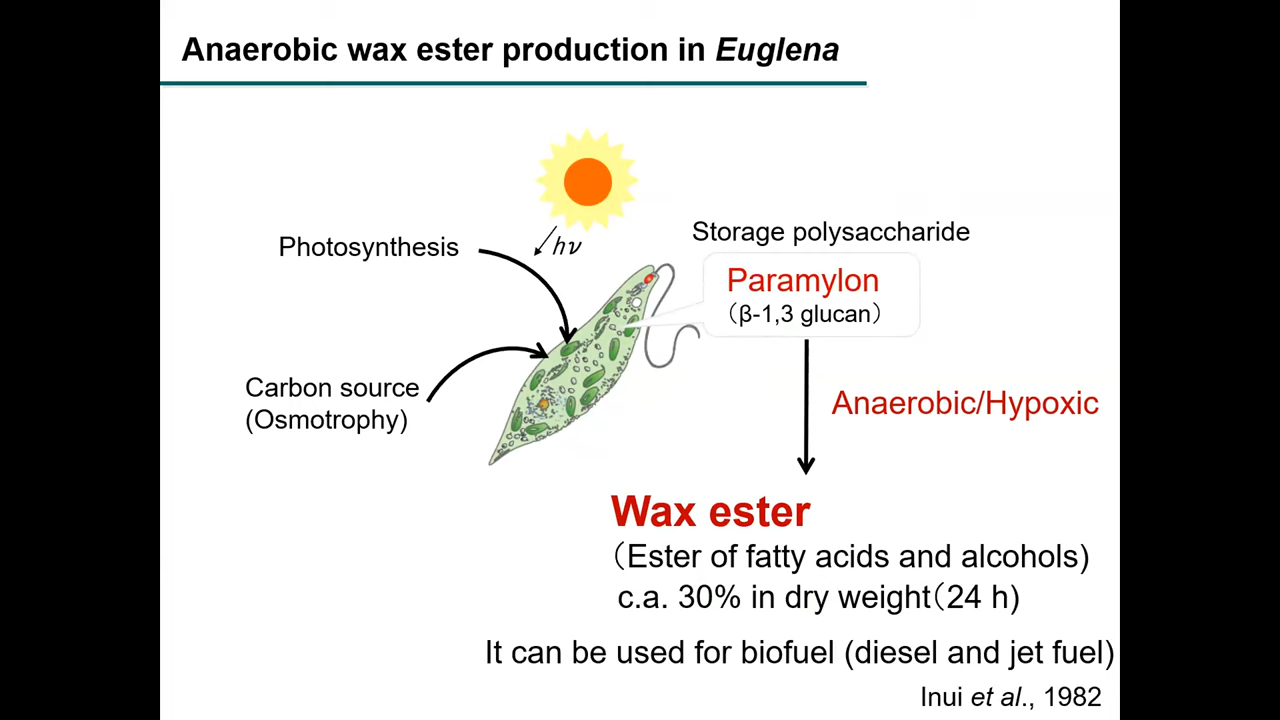 Anaerobic wax ester production in Euglena
hν
Photosynthesis
Storage polysaccharide
Paramylon
（β-1,3 glucan）
Carbon source
(Osmotrophy)
Anaerobic/Hypoxic
Wax ester
（Ester of fatty acids and alcohols)
c.a. 30% in dry weight（24 h)
It can be used for biofuel (diesel and jet fuel)
Inui et al., 1982